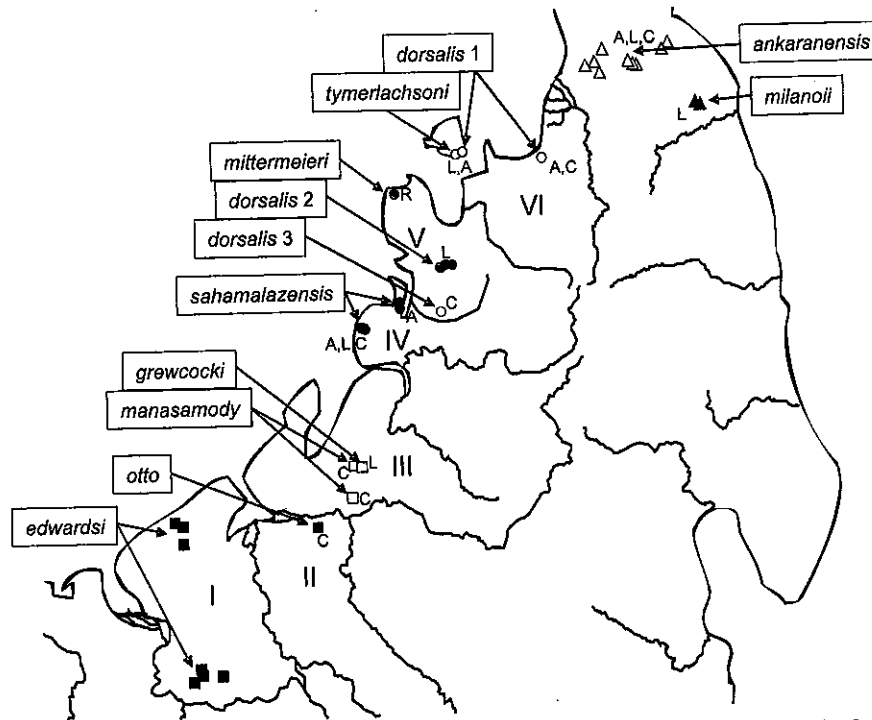 A,L,C
ankaranensis
dorsalis 1
tymerlachsoni
L
milanoii
L,A
A,C
mittermeieri
R
VI
dorsalis 2
V
L
dorsalis 3
C
sahamalazensis
A
IV
A,L,C
grewcocki
manasamody
C
L
III
otto
C
edwardsi
C
II
I